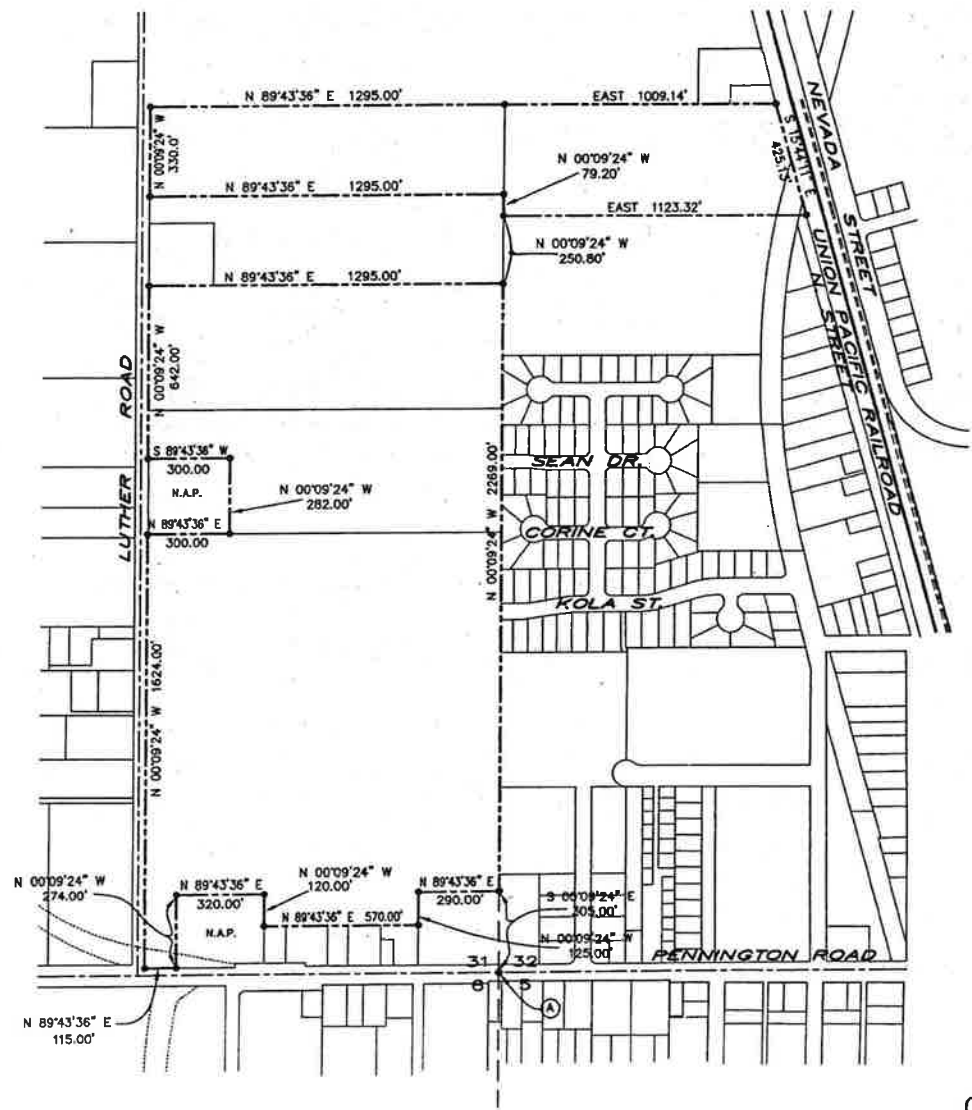 N 89°43'36" E 1295.00'
EAST 1009.14'
NEVADA STREET
S 15°44'11" E
425.13'
N 00°09'24" W
330.0'
N 00°09'24" W
79.20'
N 89°43'36" E 1295.00'
EAST 1123.32'
N 00°09'24" W
250.80'
UNION PACIFIC RAILROAD
N. STREET
N 89°43'36" E 1295.00'
N 00°09'24" W
642.00'
LUTHER ROAD
S 89°43'36" W
300.00
N.A.P.
N 00°09'24" W
282.00'
N 89°43'36" E
300.00
SEAN DR.
CORINE CT.
KOLA ST.
N 00°09'24" W 2269.00'
N 00°09'24" W 1624.00'
N 00°09'24" W
274.00'
N 89°43'36" E
320.00'
N.A.P.
N 00°09'24" W
120.00'
N 89°43'36" E 570.00'
N 89°43'36" E
290.00'
S 00°09'24" E
305.00'
N 00°09'24" W
125.00'
PENNINGTON ROAD
31 32
5
A
N 89°43'36" E
115.00'